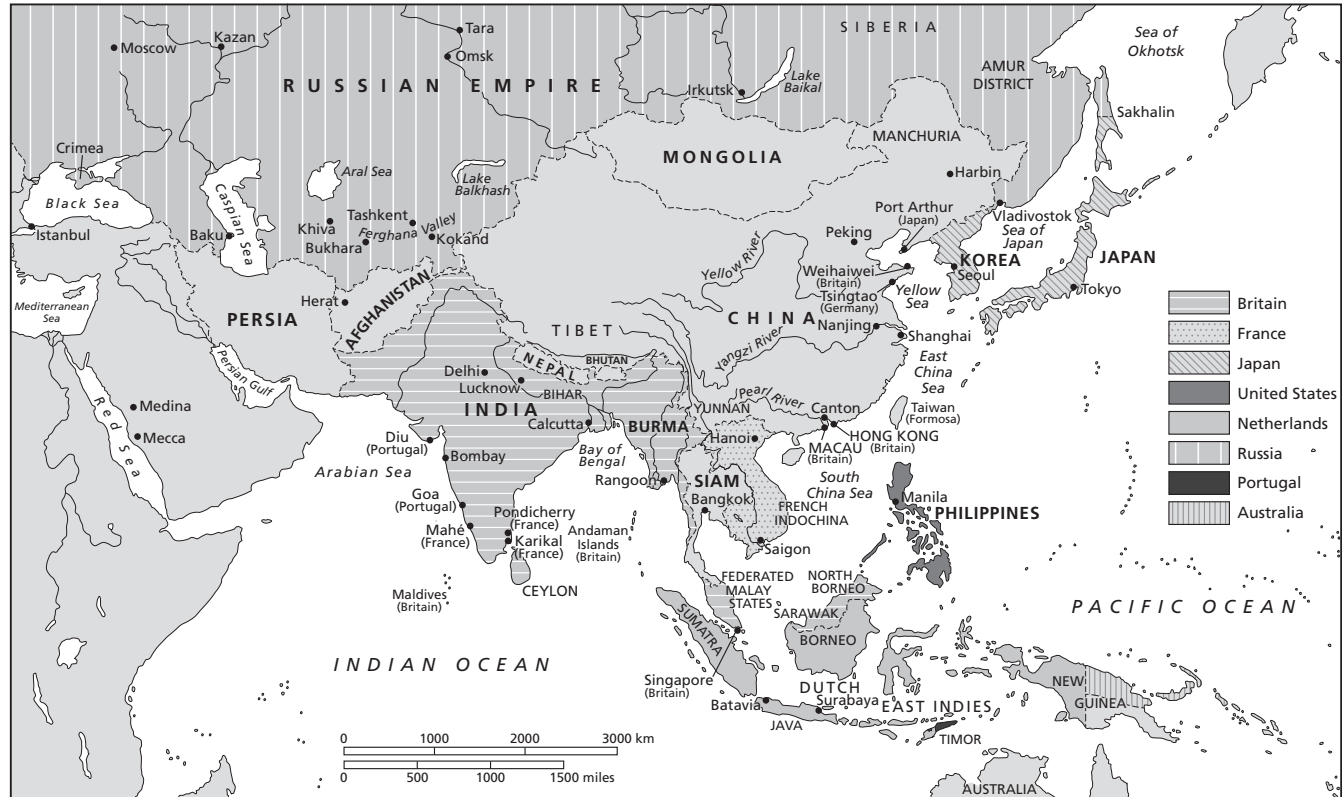 SIBERIA
Sea of
Okhotsk
Moscow
Kazan
Tara
Omsk
RUSSIAN EMPIRE
Irkutsk
Lake
Baikal
AMUR
DISTRICT
Sakhalin
Crimea
Black Sea
Istanbul
Caspian Sea
Baku
Aral Sea
Lake
Balkhash
Khiva
Tashkent
Bukhara
Ferghana Valley
Kokand
MONGOLIA
MANCHURIA
Harbin
Port Arthur
(Japan)
Vladivostok
Sea of
Japan
Peking
Yellow River
Weihaiwei
(Britain)
Tsingtao
(Germany)
Yellow
Sea
KOREA
Seoul
JAPAN
Tokyo
Mediterranean
Sea
PERSIA
Herat
AFGHANISTAN
TIBET
CHINA
Nanjing
Shanghai
Yangzi River
East
China
Sea
Persian Gulf
Red Sea
Medina
Mecca
Delhi
Lucknow
NEPAL
BHUTAN
BIHAR
INDIA
Calcutta
BURMA
YUNNAN
Pearl River
Canton
Taiwan
(Formosa)
HONG KONG
(Britain)
MACAU
(Britain)
Hanoi
Diu
(Portugal)
Bombay
Arabian Sea
Bay of
Bengal
Rangoon
SIAM
Bangkok
South
China Sea
Manila
PHILIPPINES
FRENCH
INDOCHINA
Saigon
Goa
(Portugal)
Mahé
(France)
Pondicherry
(France)
Karikal
(France)
Andaman
Islands
(Britain)
CEYLON
Maldives
(Britain)
FEDERATED
MALAY
STATES
NORTH
BORNEO
SARAWAK
BORNEO
SUMATRA
Singapore
(Britain)
INDIAN OCEAN
PACIFIC OCEAN
DUTCH
EAST INDIES
Batavia
Surabaya
JAVA
TIMOR
NEW
GUINEA
AUSTRALIA
Britain
France
Japan
United States
Netherlands
Russia
Portugal
Australia
0 1000 2000 3000 km
0 500 1000 1500 miles